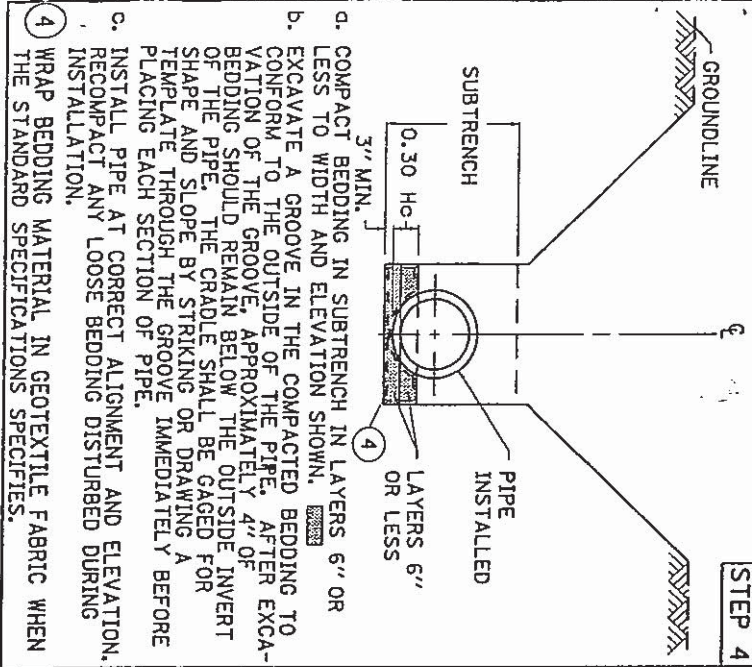 STEP 4
GROUNDLINE
℄
SUBTRENCH
0.30 Hc
3" MIN.
PIPE
INSTALLED
LAYERS 6"
OR LESS
4
a. COMPACT BEDDING IN SUBTRENCH IN LAYERS 6" OR
LESS TO WIDTH AND ELEVATION SHOWN.
b. EXCAVATE A GROOVE IN THE COMPACTED BEDDING TO
CONFORM TO THE OUTSIDE OF THE PIPE. AFTER EXCA-
VATION OF THE GROOVE, APPROXIMATELY 4" OF
BEDDING SHOULD REMAIN BELOW THE OUTSIDE INVERT
OF THE PIPE. THE CRADLE SHALL BE GAGED FOR
SHAPE AND SLOPE BY STRIKING OR DRAWING A
TEMPLATE THROUGH THE GROOVE IMMEDIATELY BEFORE
PLACING EACH SECTION OF PIPE.
c. INSTALL PIPE AT CORRECT ALIGNMENT AND ELEVATION.
RECOMPACT ANY LOOSE BEDDING DISTURBED DURING
INSTALLATION.
4 WRAP BEDDING MATERIAL IN GEOTEXTILE FABRIC WHEN
THE STANDARD SPECIFICATIONS SPECIFIES.